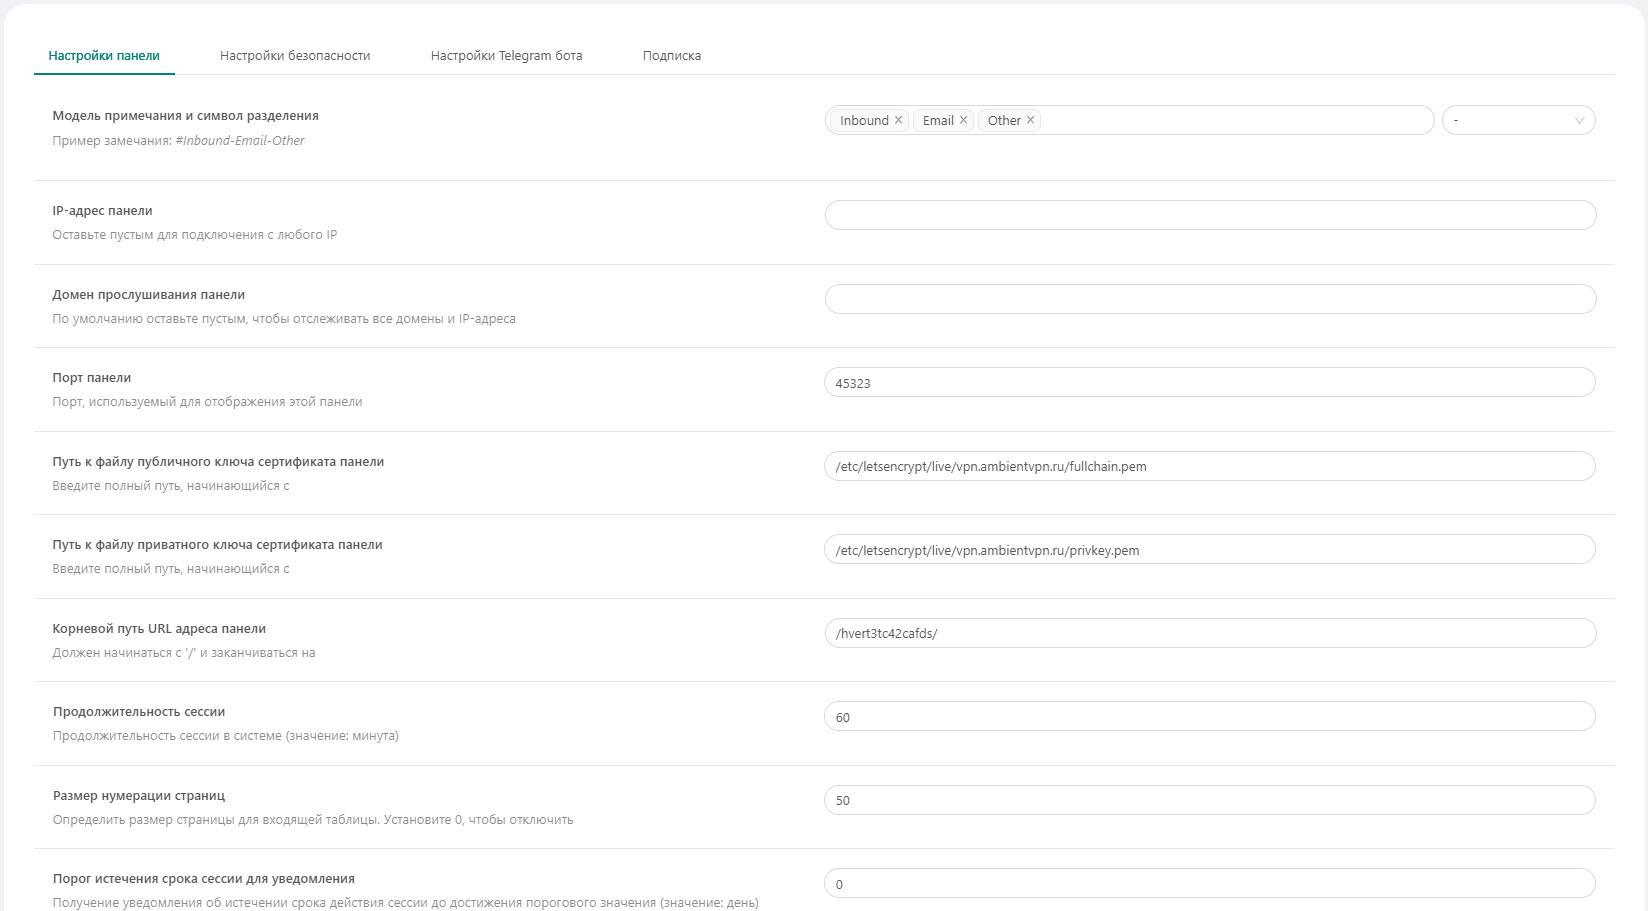 Настройки панели
Настройки безопасности
Настройки Telegram бота
Подписка
Модель примечания и символ разделения
Пример замечания: #Inbound-Email-Other
Inbound × Email × Other ×
-
IP-адрес панели
Оставьте пустым для подключения с любого IP
Домен прослушивания панели
По умолчанию оставьте пустым, чтобы отслеживать все домены и IP-адреса
Порт панели
Порт, используемый для отображения этой панели
45323
Путь к файлу публичного ключа сертификата панели
Введите полный путь, начинающийся с
/etc/letsencrypt/live/vpn.ambientvpn.ru/fullchain.pem
Путь к файлу приватного ключа сертификата панели
Введите полный путь, начинающийся с
/etc/letsencrypt/live/vpn.ambientvpn.ru/privkey.pem
Корневой путь URL адреса панели
Должен начинаться с '/' и заканчиваться на
/hvert3tc42cafds/
Продолжительность сессии
Продолжительность сессии в системе (значение: минута)
60
Размер нумерации страниц
Определить размер страницы для входящей таблицы. Установите 0, чтобы отключить
50
Порог истечения срока сессии для уведомления
Получение уведомления об истечении срока действия сессии до достижения порогового значения (значение: день)
0